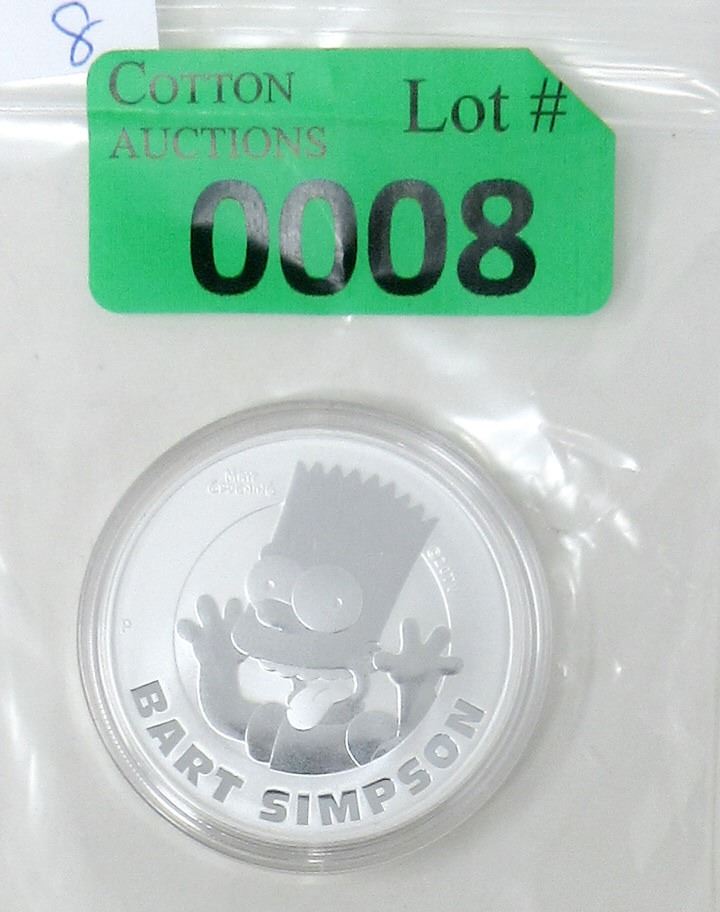 8
COTTON
AUCTIONS
Lot #
0008
MATT
GROENING
P
BART SIMPSON